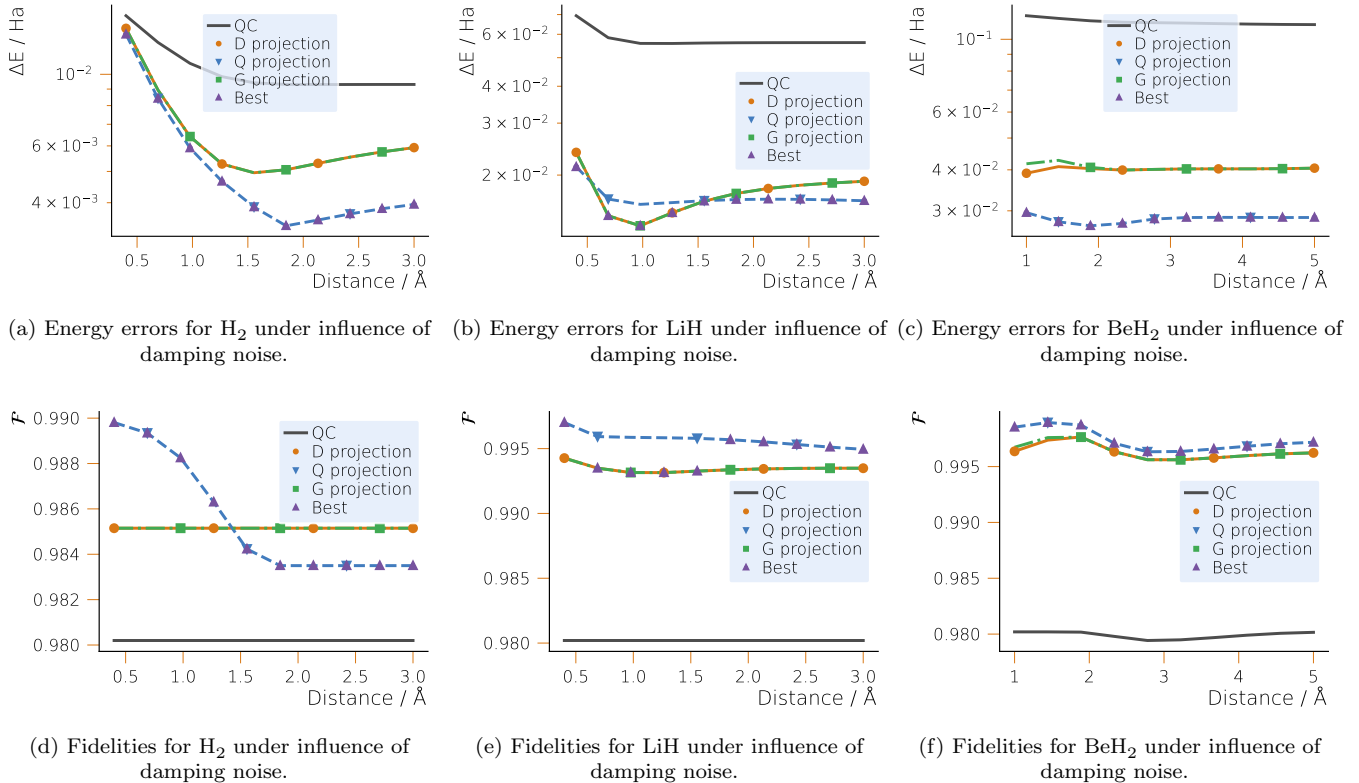 ΔE / Ha
10⁻²
6 × 10⁻³
4 × 10⁻³
QC
D projection
Q projection
G projection
Best
0.5 1.0 1.5 2.0 2.5 3.0
Distance / Å
(a) Energy errors for H₂ under influence of
damping noise.
ΔE / Ha
6 × 10⁻²
4 × 10⁻²
3 × 10⁻²
2 × 10⁻²
QC
D projection
Q projection
G projection
Best
0.5 1.0 1.5 2.0 2.5 3.0
Distance / Å
(b) Energy errors for LiH under influence of
damping noise.
ΔE / Ha
10⁻¹
6 × 10⁻²
4 × 10⁻²
3 × 10⁻²
QC
D projection
Q projection
G projection
Best
1 2 3 4 5
Distance / Å
(c) Energy errors for BeH₂ under influence of
damping noise.
ℱ
0.990
0.988
0.986
0.984
0.982
0.980
QC
D projection
Q projection
G projection
Best
0.5 1.0 1.5 2.0 2.5 3.0
Distance / Å
(d) Fidelities for H₂ under influence of
damping noise.
ℱ
0.995
0.990
0.985
0.980
QC
D projection
Q projection
G projection
Best
0.5 1.0 1.5 2.0 2.5 3.0
Distance / Å
(e) Fidelities for LiH under influence of
damping noise.
ℱ
0.995
0.990
0.985
0.980
QC
D projection
Q projection
G projection
Best
1 2 3 4 5
Distance / Å
(f) Fidelities for BeH₂ under influence of
damping noise.